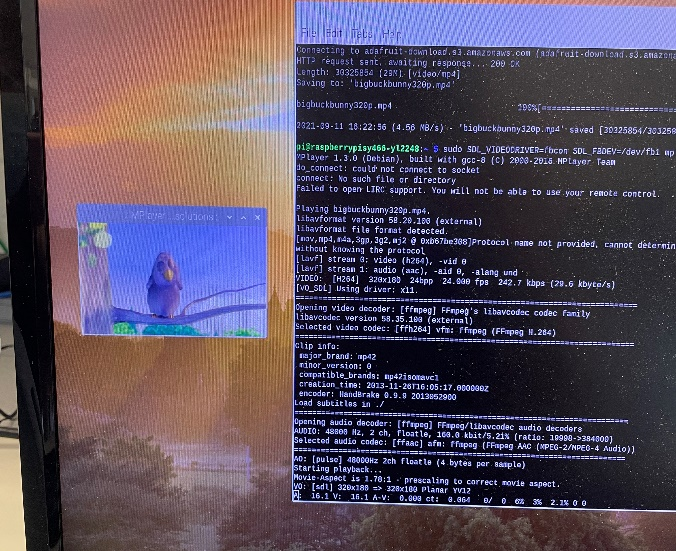 File Edit Tabs Help
Connecting to adafruit-download.s3.amazonaws.com (adafruit-download.s3.amazona
HTTP request sent, awaiting response... 200 OK
Length: 30325854 (29M) [video/mp4]
Saving to: 'bigbuckbunny320p.mp4'
bigbuckbunny320p.mp4 100%[==================
2021-09-11 16:22:56 (4.56 MB/s) - 'bigbuckbunny320p.mp4' saved [30325854/303258
pi@raspberrypisy466-yl2248:~ $ sudo SDL_VIDEODRIVER=fbcon SDL_FBDEV=/dev/fb1 mp
MPlayer 1.3.0 (Debian), built with gcc-8 (C) 2000-2016 MPlayer Team
do_connect: could not connect to socket
connect: No such file or directory
Failed to open LIRC support. You will not be able to use your remote control.
MPlayer
Playing bigbuckbunny320p.mp4.
libavformat version 58.20.100 (external)
libavformat file format detected.
[mov,mp4,m4a,3gp,3g2,mj2 @ 0xb67be308]Protocol name not provided, cannot determin
without knowing the protocol.
[lavf] stream 0: video (h264), -vid 0
[lavf] stream 1: audio (aac), -aid 0, -alang und
VIDEO: [H264] 320x180 24bpp 24.000 fps 242.7 kbps (29.6 kbyte/s)
[VO_SDL] Using driver: x11.
==========================================================================
Opening video decoder: [ffmpeg] FFmpeg's libavcodec codec family
libavcodec version 58.35.100 (external)
Selected video codec: [ffh264] vfm: ffmpeg (FFmpeg H.264)
==========================================================================
Clip info:
major_brand: mp42
minor_version: 0
compatible_brands: mp42isomavc1
creation_time: 2013-11-26T16:05:17.000000Z
encoder: HandBrake 0.9.9 2013052900
Load subtitles in ./
==========================================================================
Opening audio decoder: [ffmpeg] FFmpeg/libavcodec audio decoders
AUDIO: 48000 Hz, 2 ch, floatle, 160.0 kbit/5.21% (ratio: 19998->384000)
Selected audio codec: [ffaac] afm: ffmpeg (FFmpeg AAC (MPEG-2/MPEG-4 Audio))
==========================================================================
AO: [pulse] 48000Hz 2ch floatle (4 bytes per sample)
Starting playback...
Movie-Aspect is 1.78:1 - prescaling to correct movie aspect.
VO: [sdl] 320x180 => 320x180 Planar YV12
A: 16.1 V: 16.1 A-V: 0.000 ct: 0.064 0/ 0 6% 3% 2.1% 0 0